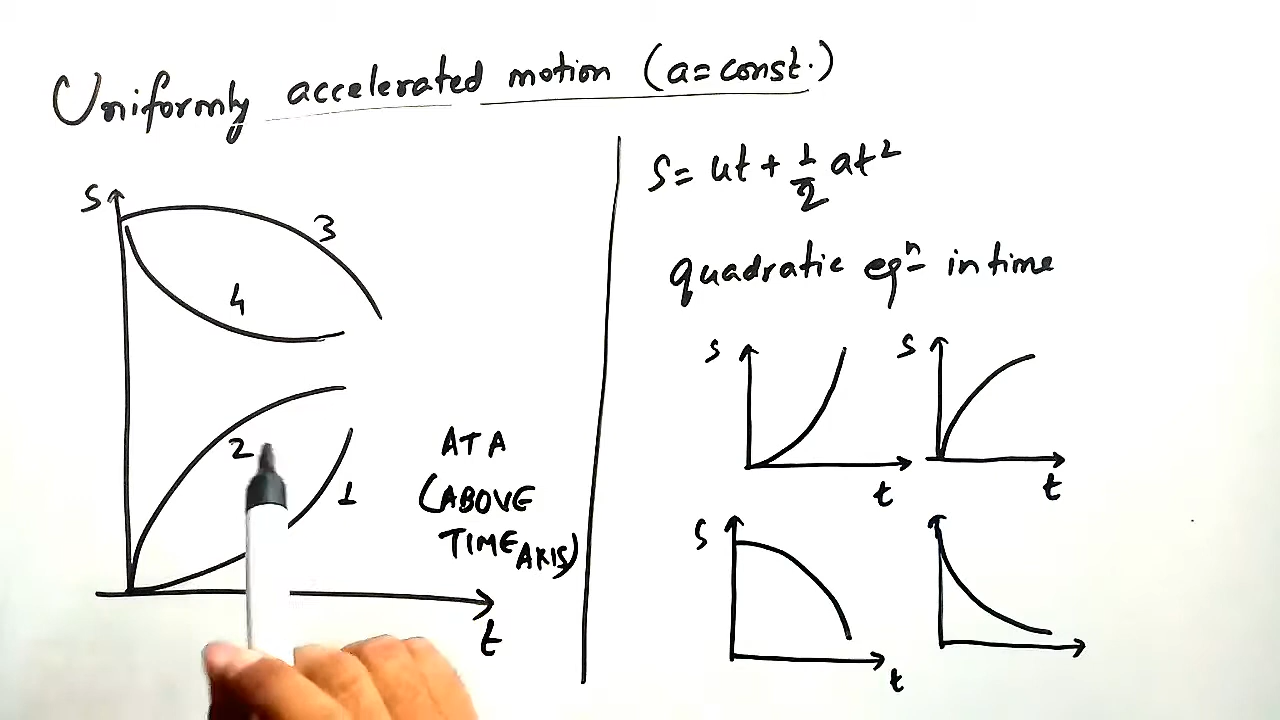 Uniformly accelerated motion (a=const.)
S
3
4
2
1
t
ATA
(ABOVE
TIME AXIS)
S= ut + 1/2 at²
quadratic eqⁿ in time
S
t
S
t
S
t